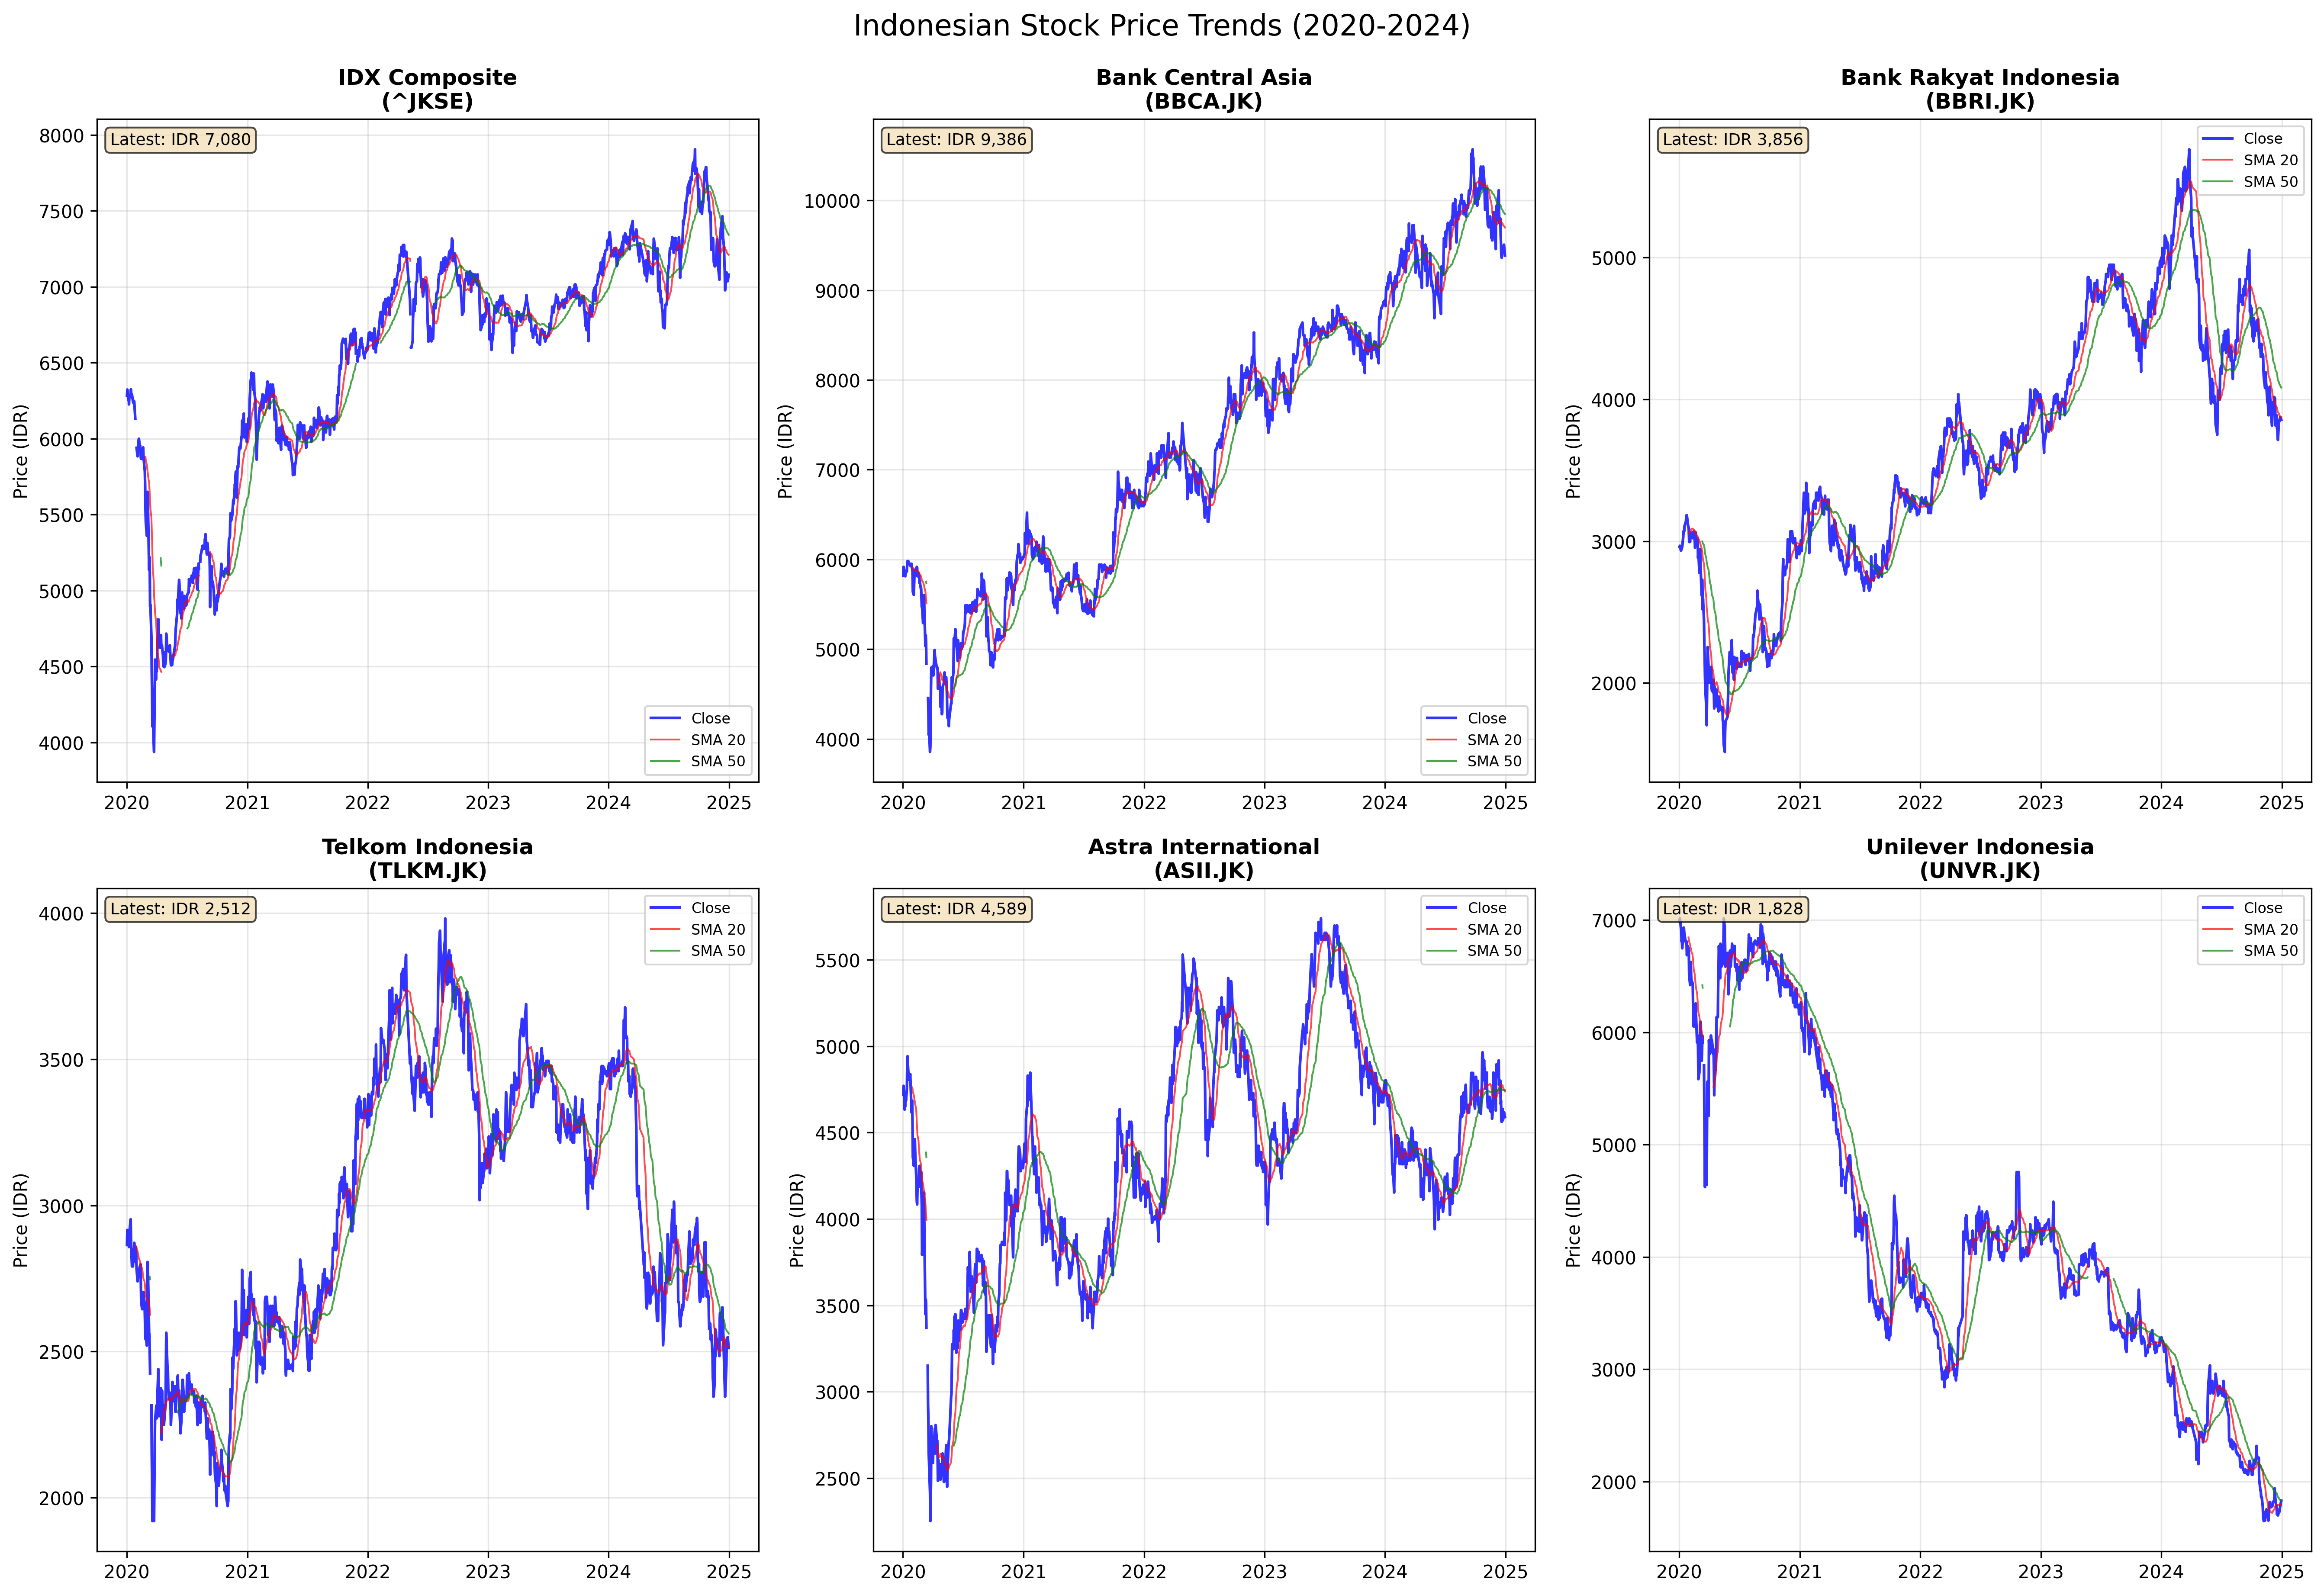 Indonesian Stock Price Trends (2020-2024)
IDX Composite
(^JKSE)
Latest: IDR 7,080
Price (IDR)
8000
7500
7000
6500
6000
5500
5000
4500
4000
Close
SMA 20
SMA 50
2020 2021 2022 2023 2024 2025
Bank Central Asia
(BBCA.JK)
Latest: IDR 9,386
Price (IDR)
10000
9000
8000
7000
6000
5000
4000
Close
SMA 20
SMA 50
2020 2021 2022 2023 2024 2025
Bank Rakyat Indonesia
(BBRI.JK)
Latest: IDR 3,856
Close
SMA 20
SMA 50
Price (IDR)
5000
4000
3000
2000
2020 2021 2022 2023 2024 2025
Telkom Indonesia
(TLKM.JK)
Latest: IDR 2,512
Close
SMA 20
SMA 50
Price (IDR)
4000
3500
3000
2500
2000
2020 2021 2022 2023 2024 2025
Astra International
(ASII.JK)
Latest: IDR 4,589
Close
SMA 20
SMA 50
Price (IDR)
5500
5000
4500
4000
3500
3000
2500
2020 2021 2022 2023 2024 2025
Unilever Indonesia
(UNVR.JK)
Latest: IDR 1,828
Close
SMA 20
SMA 50
Price (IDR)
7000
6000
5000
4000
3000
2000
2020 2021 2022 2023 2024 2025